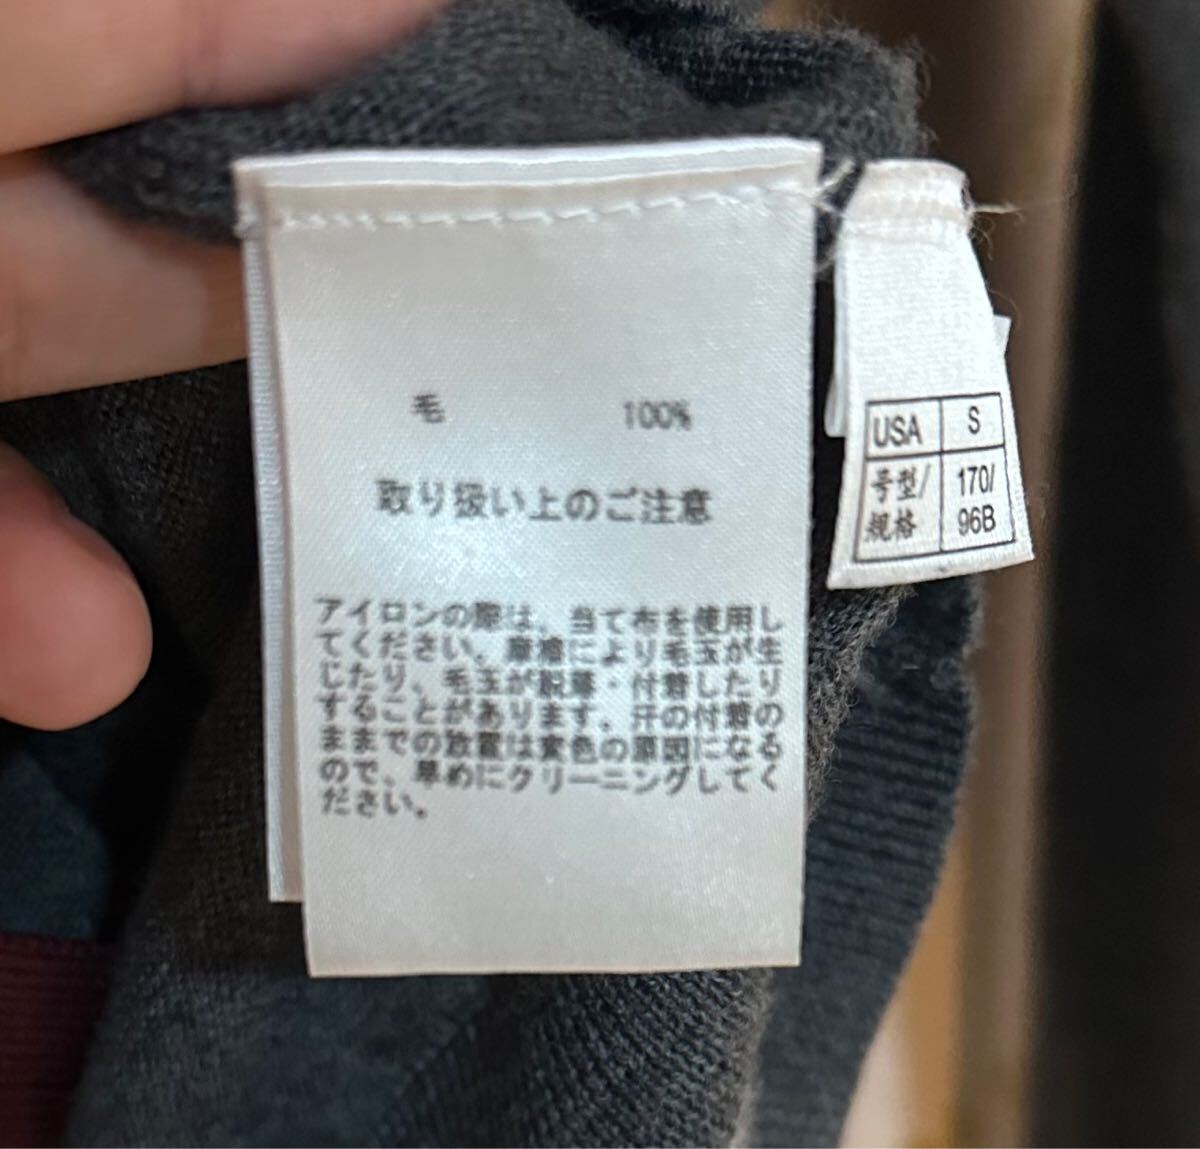 毛 100%
取り扱い上のご注意
アイロンの際は、当て布を使用し
てください。摩擦により毛玉が生
じたり、毛玉が脱落・付着したり
することがあります。汗の付着の
ままでの放置は変色の原因になる
ので、早めにクリーニングしてく
ださい。
USA S
号型/ 170/
規格 96B